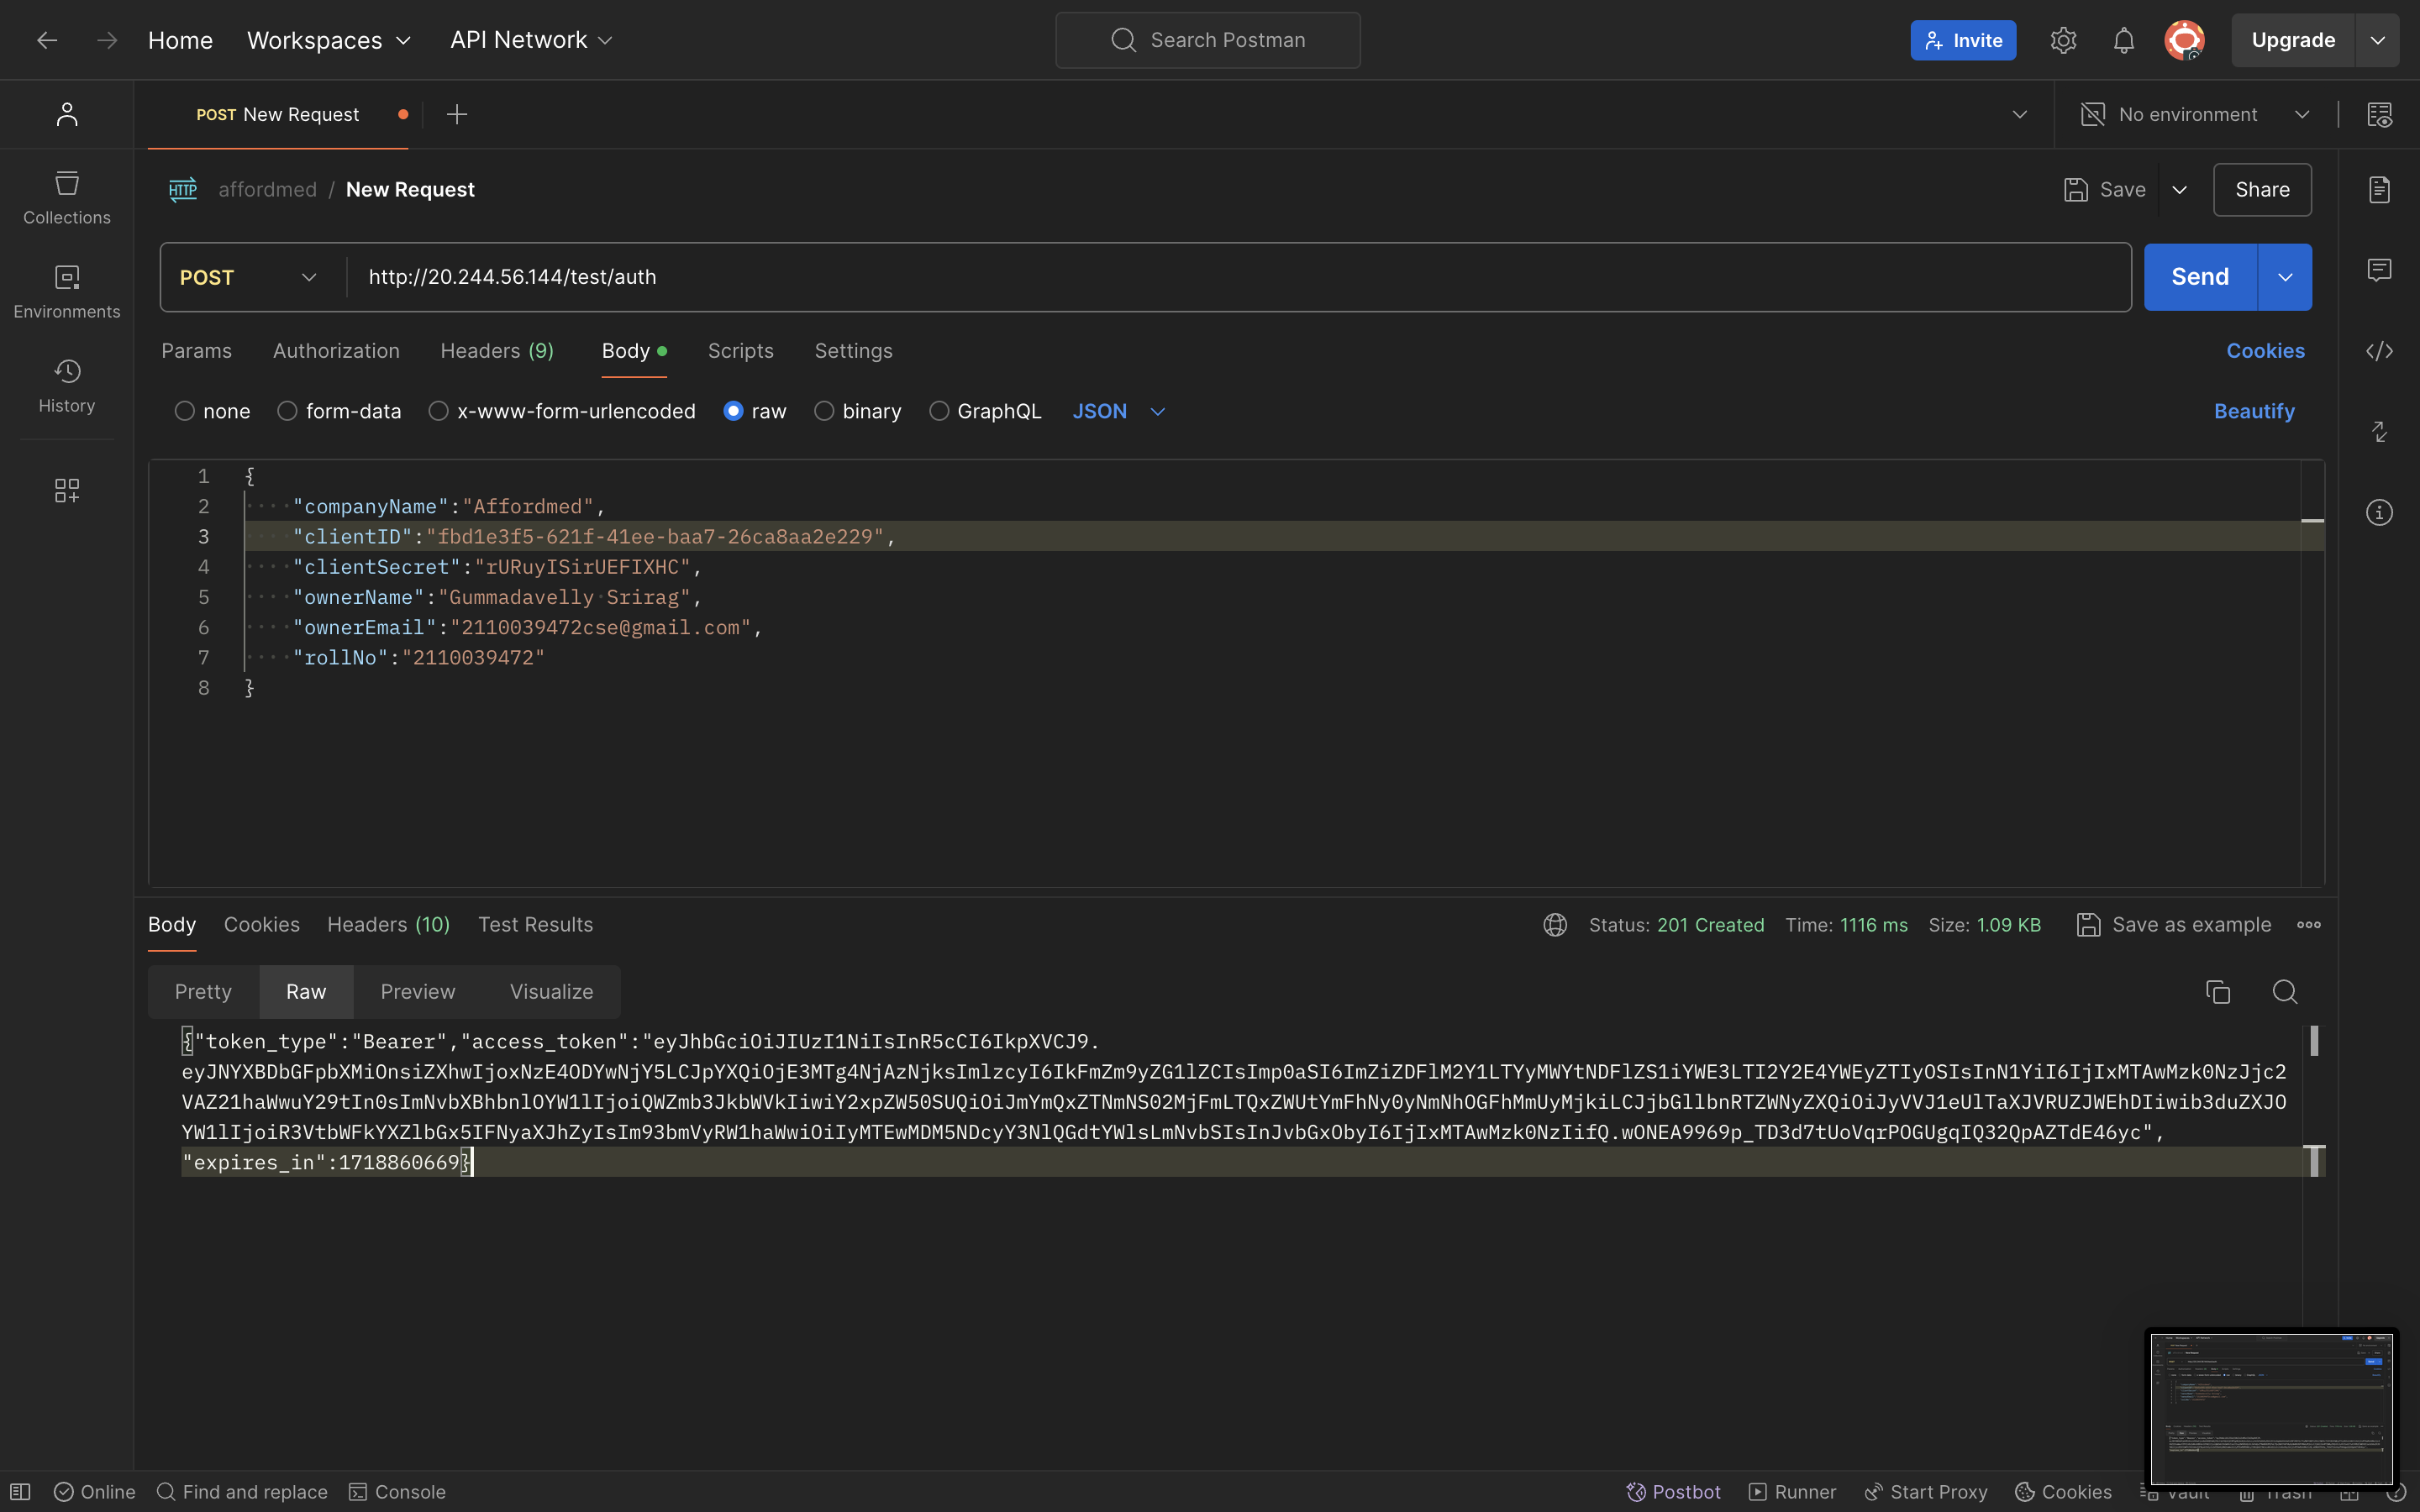 Home Workspaces API Network Search Postman Invite Upgrade
POST New Request No environment
HTTP affordmed / New Request Save Share
Collections
Environments
History
POST http://20.244.56.144/test/auth Send
Params Authorization Headers (9) Body Scripts Settings Cookies
none form-data x-www-form-urlencoded raw binary GraphQL JSON Beautify
1 {
2 "companyName":"Affordmed",
3 "clientID":"fbd1e3f5-621f-41ee-baa7-26ca8aa2e229",
4 "clientSecret":"rURuyISirUEFIXHC",
5 "ownerName":"Gummadavelly Srirag",
6 "ownerEmail":"2110039472cse@gmail.com",
7 "rollNo":"2110039472"
8 }
Body Cookies Headers (10) Test Results Status: 201 Created Time: 1116 ms Size: 1.09 KB Save as example
Pretty Raw Preview Visualize
{"token_type":"Bearer","access_token":"eyJhbGciOiJIUzI1NiIsInR5cCI6IkpXVCJ9.
eyJNYXBDbGFpbXMiOnsiZXhwIjoxNzE4ODYwNjY5LCJpYXQiOjE3MTg4NjAzNjksImlzcyI6IkFmZm9yZG1lZCIsImp0aSI6ImZiZDFlM2Y1LTYyMWYtNDFlZS1iYWE3LTI2Y2E4YWEyZTIyOSIsInN1YiI6IjIxMTAwMzk0NzJjc2
VAZ21haWwuY29tIn0sImNvbXBhbnlOYW1lIjoiQWZmb3JkbWVkIiwiY2xpZW50SUQiOiJmYmQxZTNmNS02MjFmLTQxZWUtYmFhNy0yNmNhOGFhMmUyMjkiLCJjbGllbnRTZWNyZXQiOiJyVVJ1eUlTaXJVRUZJWEhDIiwib3duZXJO
YW1lIjoiR3VtbWFkYXZlbGx5IFNyaXJhZyIsIm93bmVyRW1haWwiOiIyMTEwMDM5NDcyY3NlQGdtYWlsLmNvbSIsInJvbGxObyI6IjIxMTAwMzk0NzIifQ.wONEA9969p_TD3d7tUoVqrPOGUgqIQ32QpAZTdE46yc",
"expires_in":1718860669}
Online Find and replace Console Postbot Runner Start Proxy Cookies Vault Trash